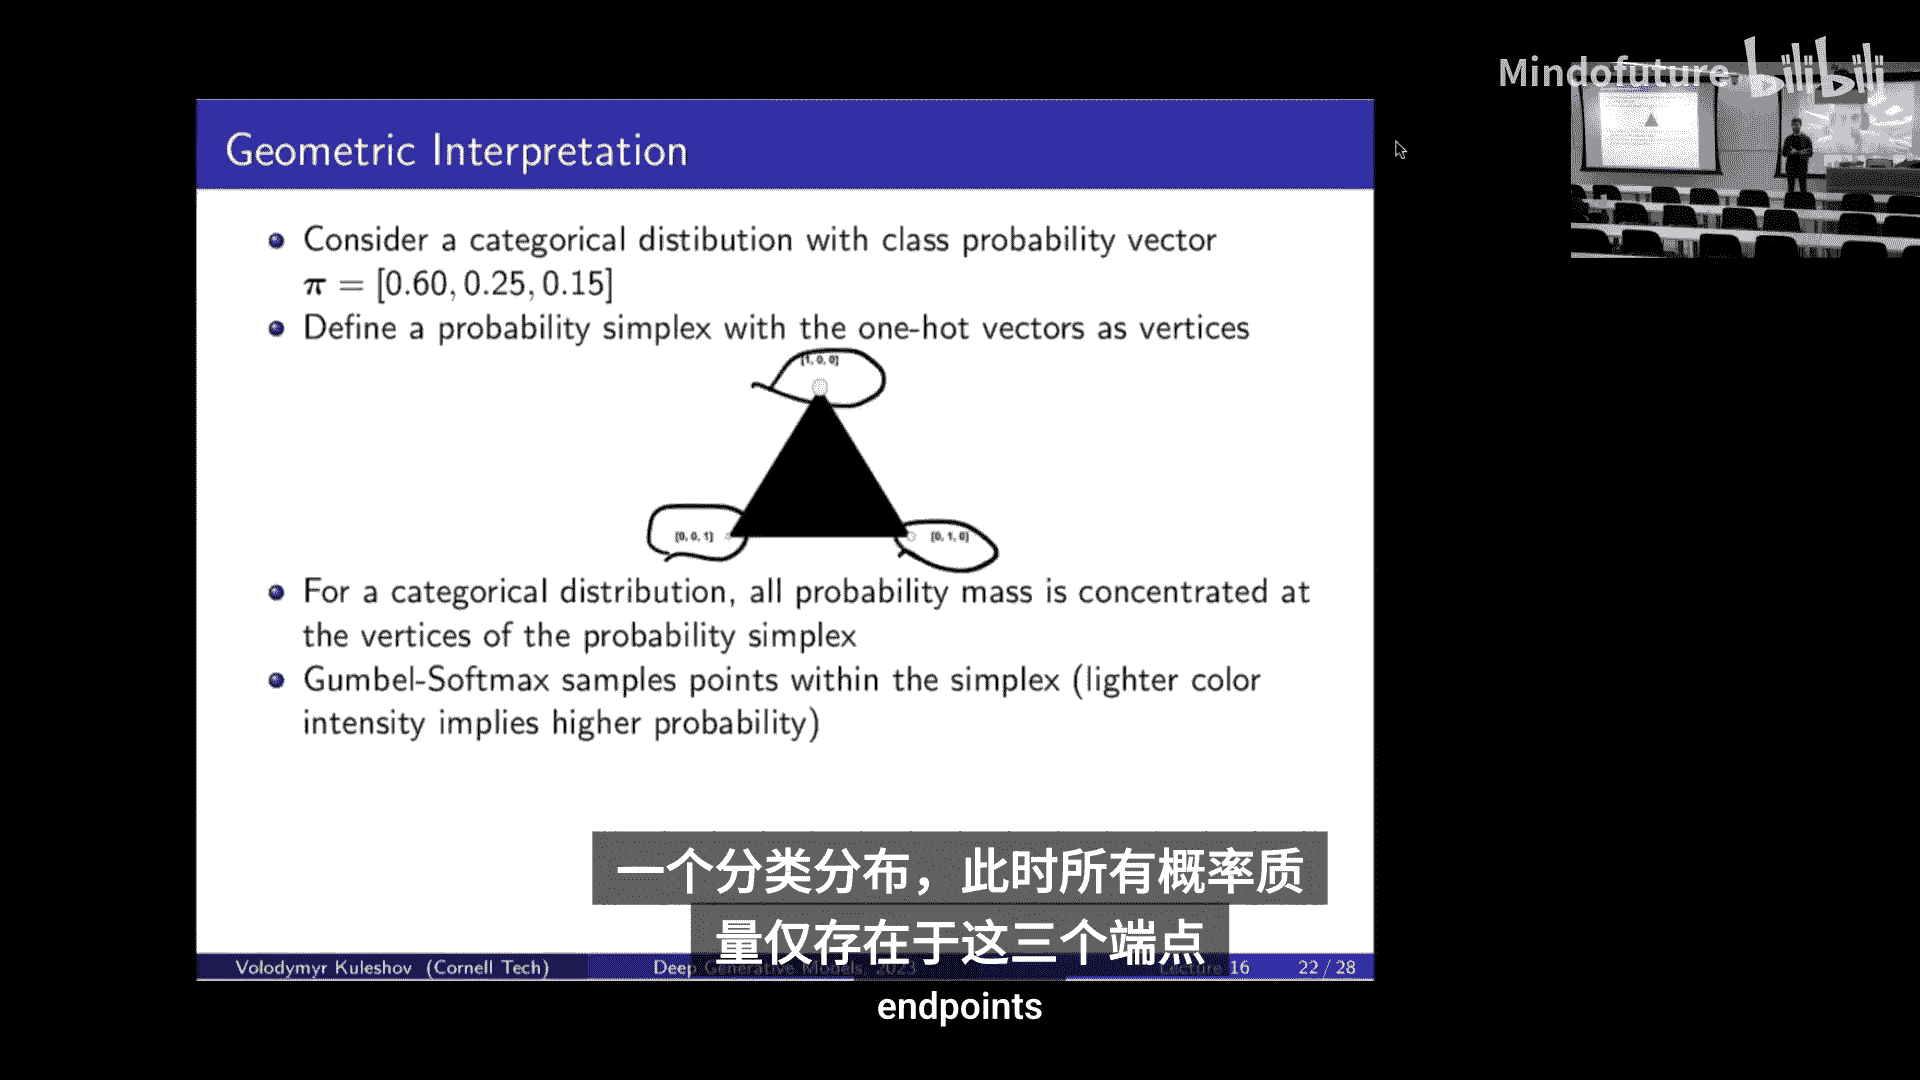 Mindofuture bilibili
Geometric Interpretation
Consider a categorical distibution with class probability vector
π = [0.60, 0.25, 0.15]
Define a probability simplex with the one-hot vectors as vertices
[1, 0, 0]
[0, 0, 1] [0, 1, 0]
For a categorical distribution, all probability mass is concentrated at
the vertices of the probability simplex
Gumbel-Softmax samples points within the simplex (lighter color
intensity implies higher probability)
一个分类分布，此时所有概率质
量仅存在于这三个端点
Volodymyr Kuleshov (Cornell Tech) Deep Generative Models, 2023 Lecture 16 22 / 28
endpoints